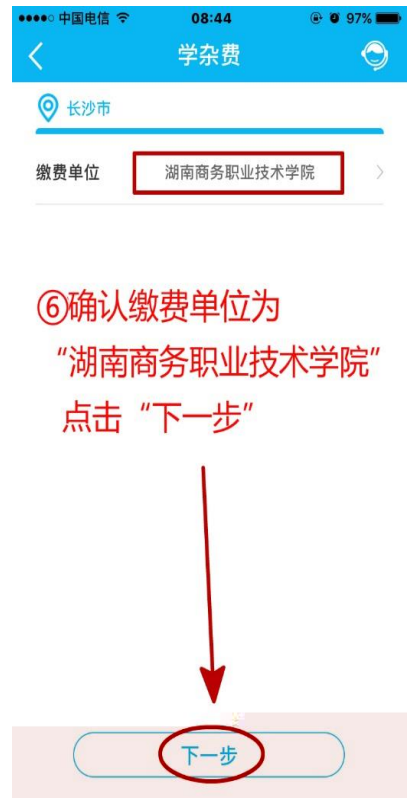 中国电信 08:44 97%
学杂费
长沙市
缴费单位 湖南商务职业技术学院
⑥确认缴费单位为
“湖南商务职业技术学院”
点击“下一步”
下一步